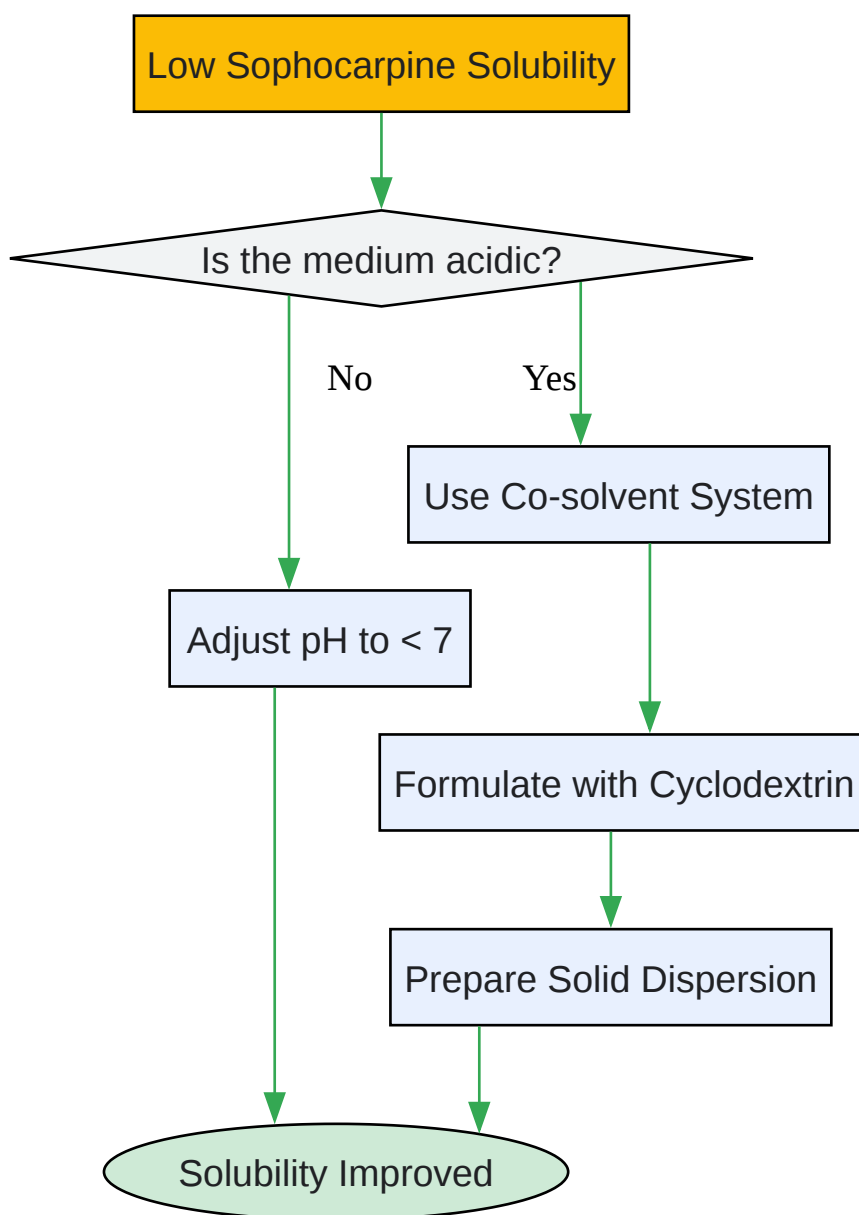 Low Sophocarpine Solubility
Is the medium acidic?
No
Yes
Use Co-solvent System
Adjust pH to < 7
Formulate with Cyclodextrin
Prepare Solid Dispersion
Solubility Improved